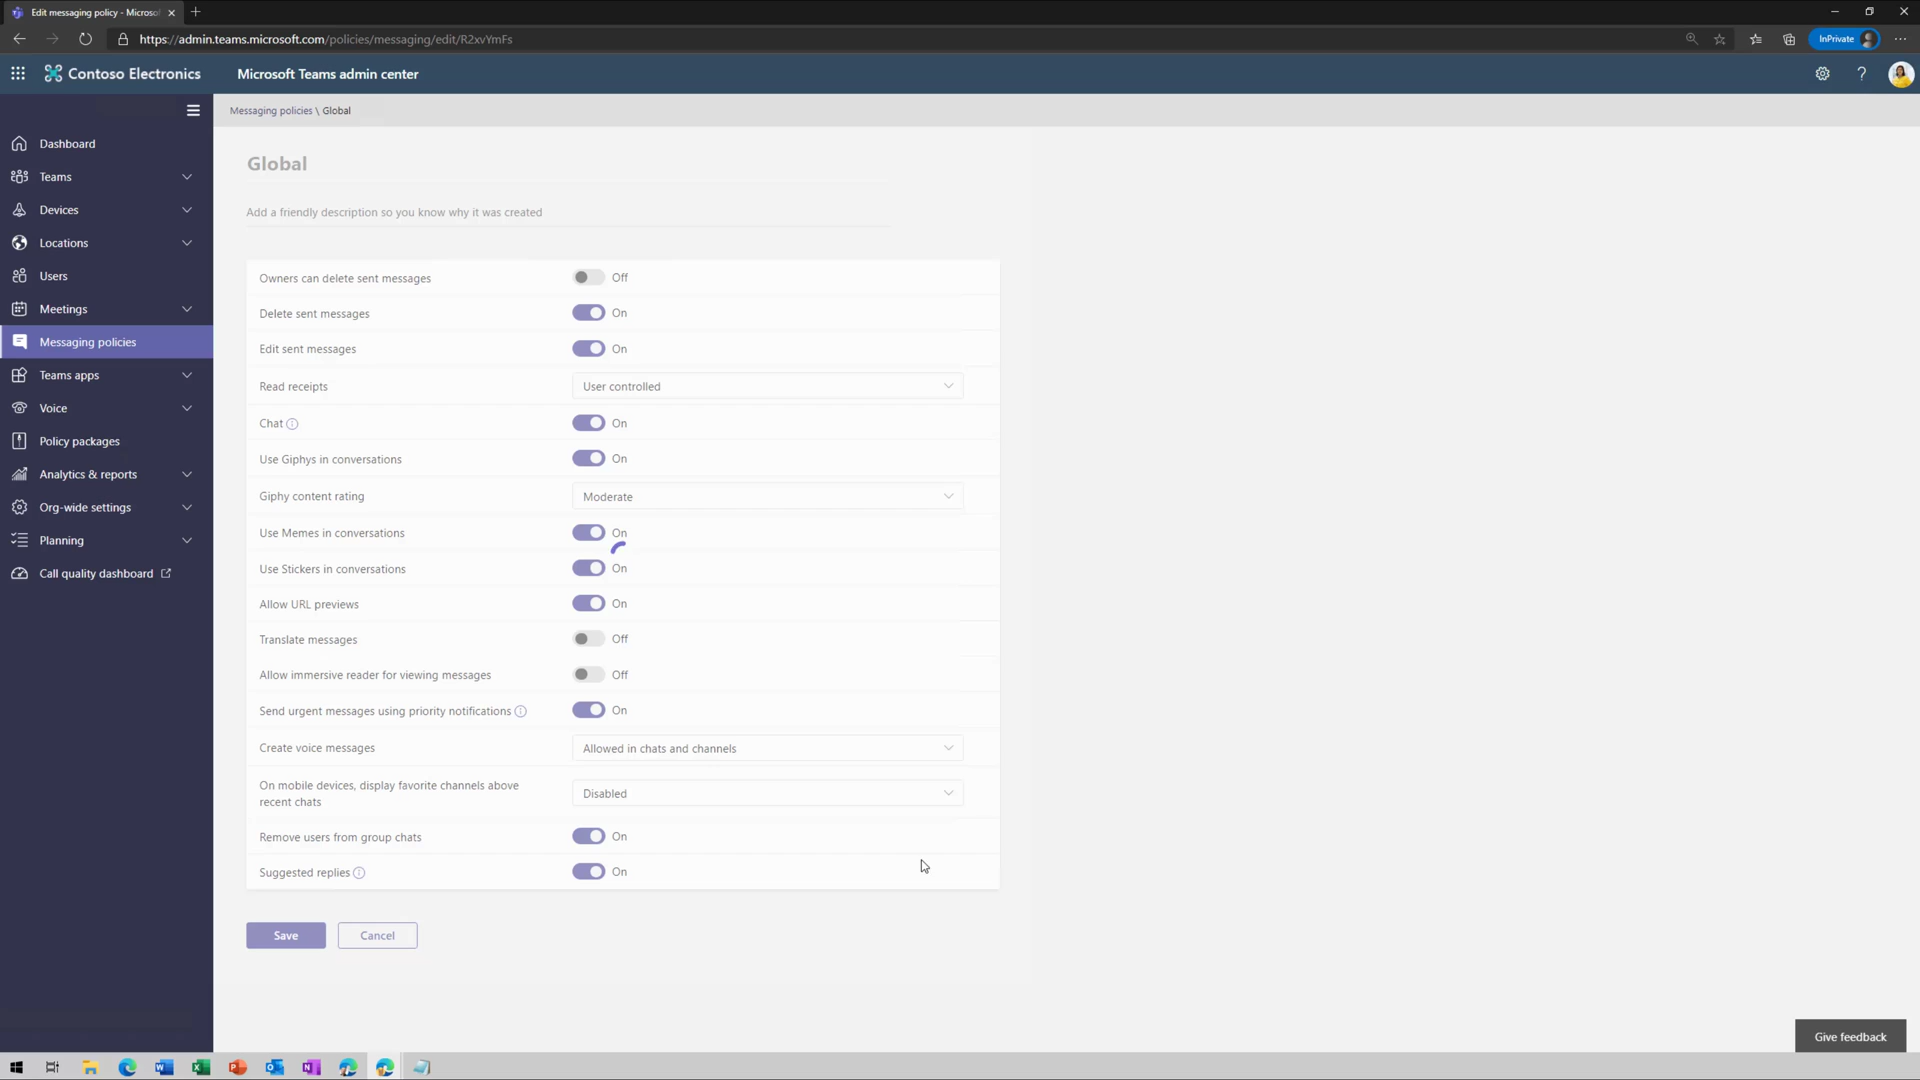 Edit messaging policy - Microso
https://admin.teams.microsoft.com/policies/messaging/edit/R2xvYmFs
InPrivate
Contoso Electronics
Microsoft Teams admin center
Messaging policies \ Global
Dashboard
Teams
Devices
Locations
Users
Meetings
Messaging policies
Teams apps
Voice
Policy packages
Analytics & reports
Org-wide settings
Planning
Call quality dashboard
Global
Add a friendly description so you know why it was created
Owners can delete sent messages Off
Delete sent messages On
Edit sent messages On
Read receipts User controlled
Chat On
Use Giphys in conversations On
Giphy content rating Moderate
Use Memes in conversations On
Use Stickers in conversations On
Allow URL previews On
Translate messages Off
Allow immersive reader for viewing messages Off
Send urgent messages using priority notifications On
Create voice messages Allowed in chats and channels
On mobile devices, display favorite channels above
recent chats Disabled
Remove users from group chats On
Suggested replies On
Save Cancel
Give feedback